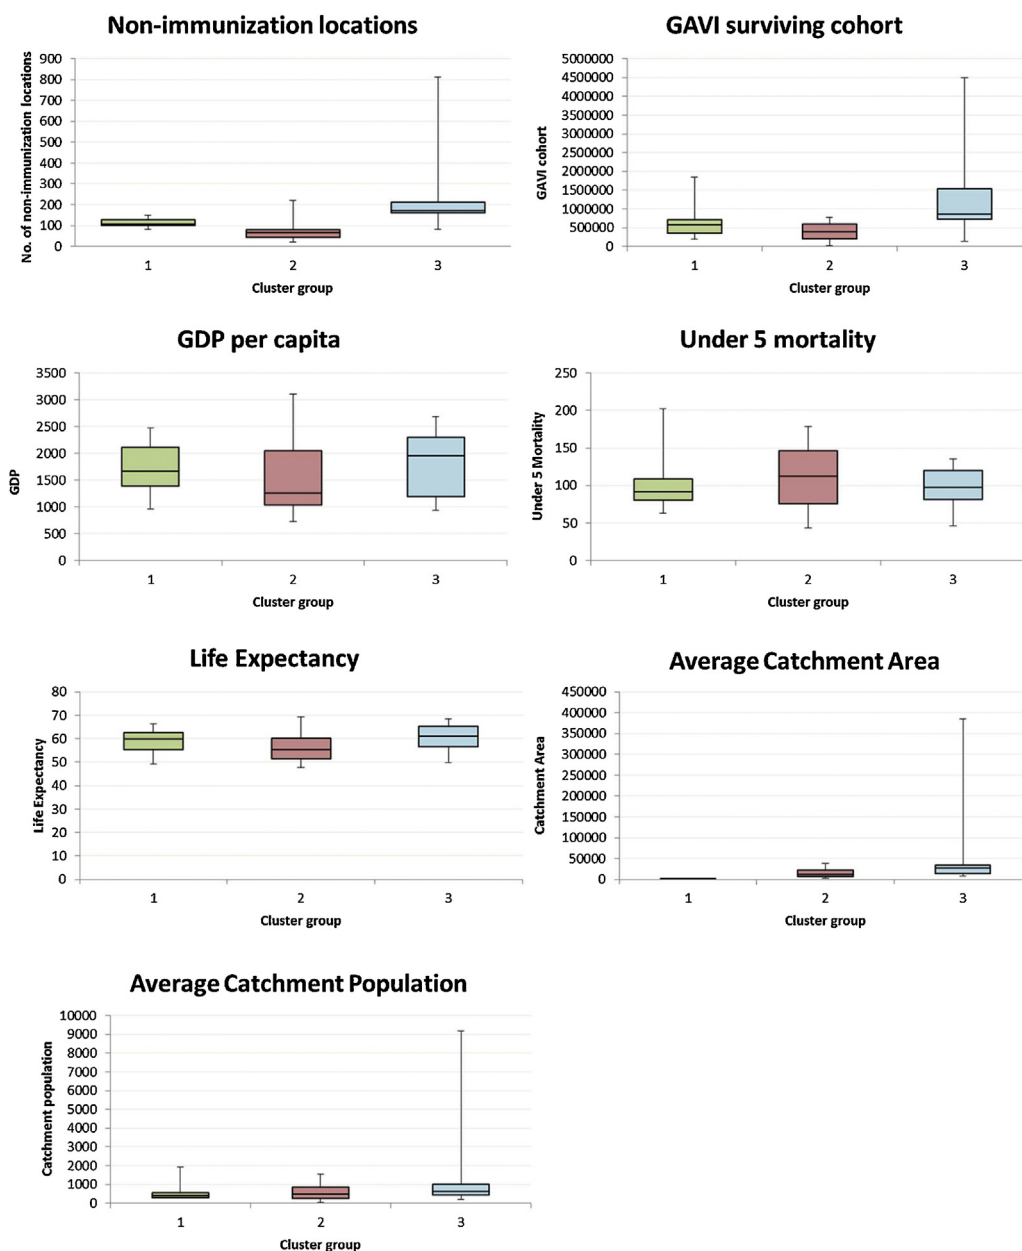 Non-immunization locations
No. of non-immunization locations
900
800
700
600
500
400
300
200
100
0
1 2 3
Cluster group
GAVI surviving cohort
GAVI cohort
5000000
4500000
4000000
3500000
3000000
2500000
2000000
1500000
1000000
500000
0
1 2 3
Cluster group
GDP per capita
GDP
3500
3000
2500
2000
1500
1000
500
0
1 2 3
Cluster group
Under 5 mortality
Under 5 Mortality
250
200
150
100
50
0
1 2 3
Cluster group
Life Expectancy
Life Expectancy
80
70
60
50
40
30
20
10
0
1 2 3
Cluster group
Average Catchment Area
Catchment Area
450000
400000
350000
300000
250000
200000
150000
100000
50000
0
1 2 3
Cluster group
Average Catchment Population
Catchment population
10000
9000
8000
7000
6000
5000
4000
3000
2000
1000
0
1 2 3
Cluster group